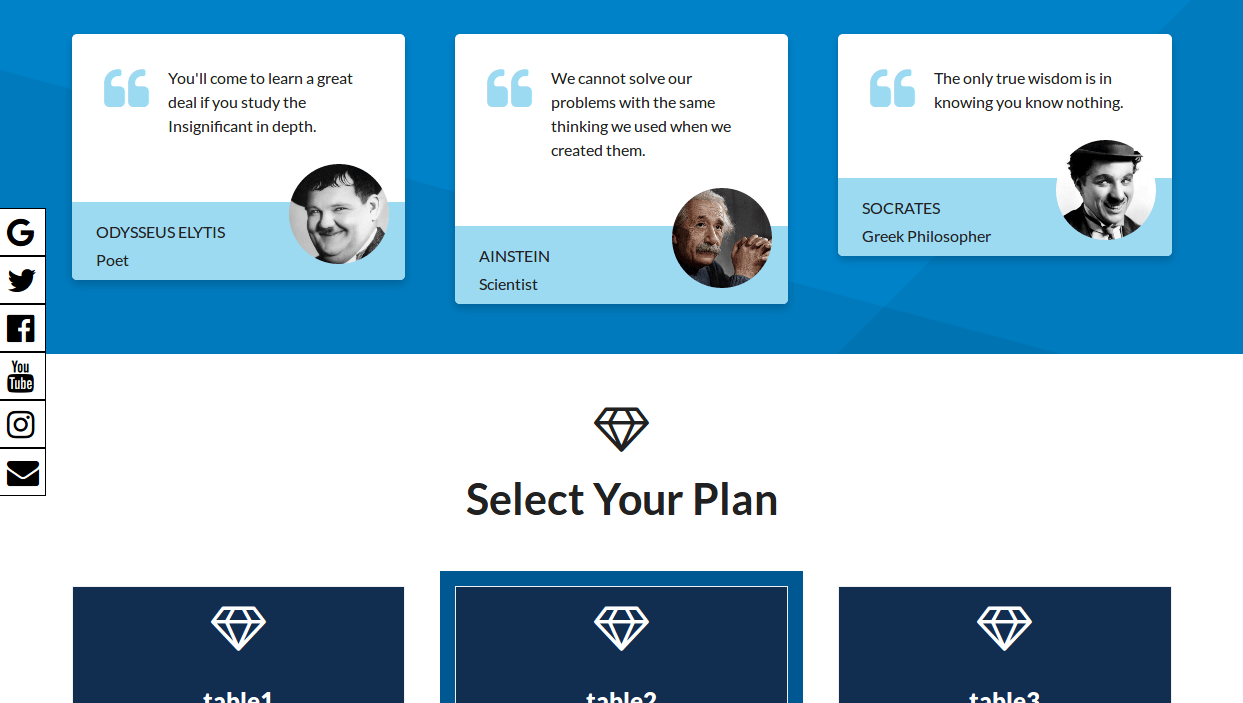 You'll come to learn a great
deal if you study the
Insignificant in depth.
ODYSSEUS ELYTIS
Poet
We cannot solve our
problems with the same
thinking we used when we
created them.
AINSTEIN
Scientist
The only true wisdom is in
knowing you know nothing.
SOCRATES
Greek Philosopher
You
Tube
Select Your Plan
table1
table2
table3